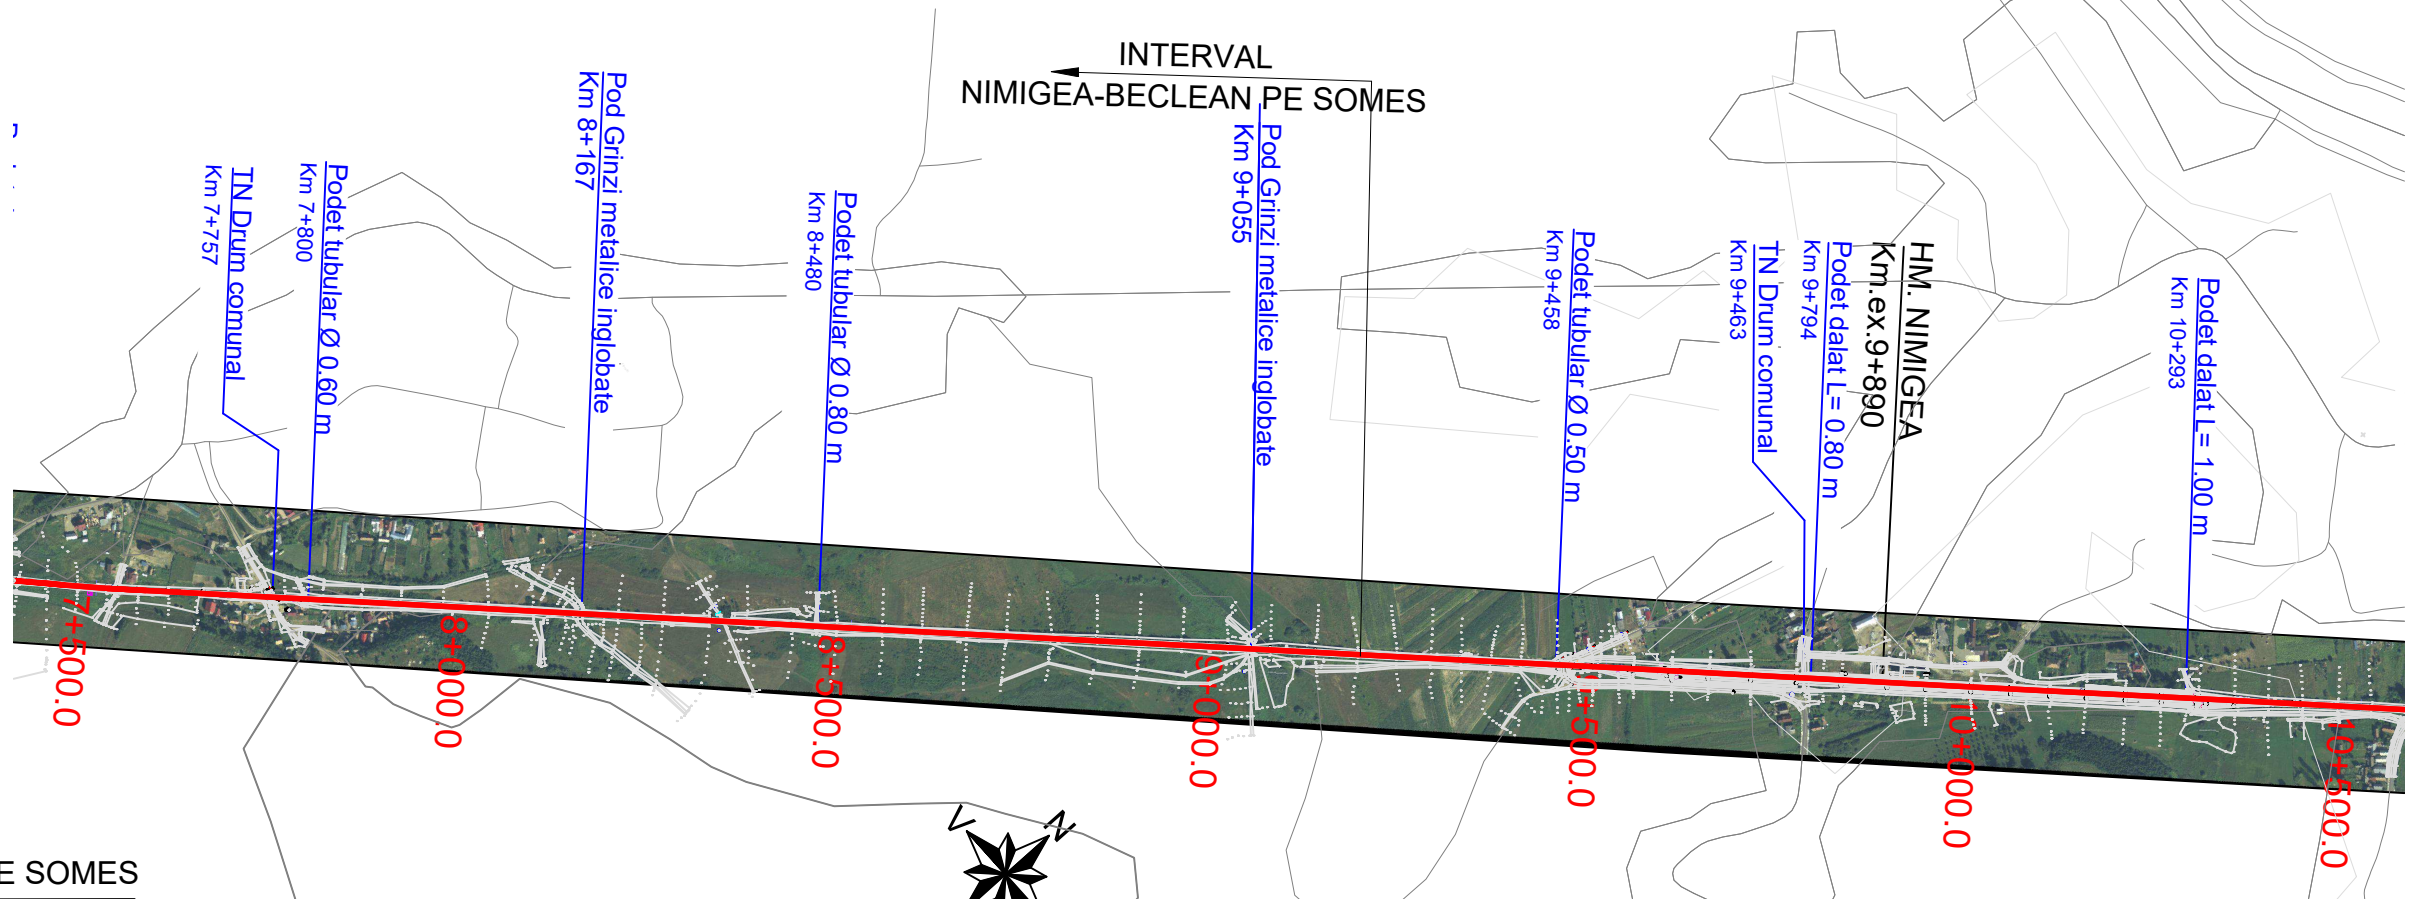 INTERVAL
NIMIGEA-BECLEAN PE SOMES
TN Drum comunal
Km 7+757
Podet tubular Ø 0.60 m
Km 7+800
Pod Grinzi metalice inglobate
Km 8+167
Podet tubular Ø 0.80 m
Km 8+480
Pod Grinzi metalice inglobate
Km 9+055
Podet tubular Ø 0.50 m
Km 9+458
TN Drum comunal
Km 9+463
Podet dalat L= 0.80 m
Km 9+794
HM. NIMIGEA
Km.ex.9+890
Podet dalat L= 1.00 m
Km 10+293
7+500.0
8+000.0
8+500.0
9+000.0
9+500.0
10+000.0
10+500.0
V
N
E SOMES